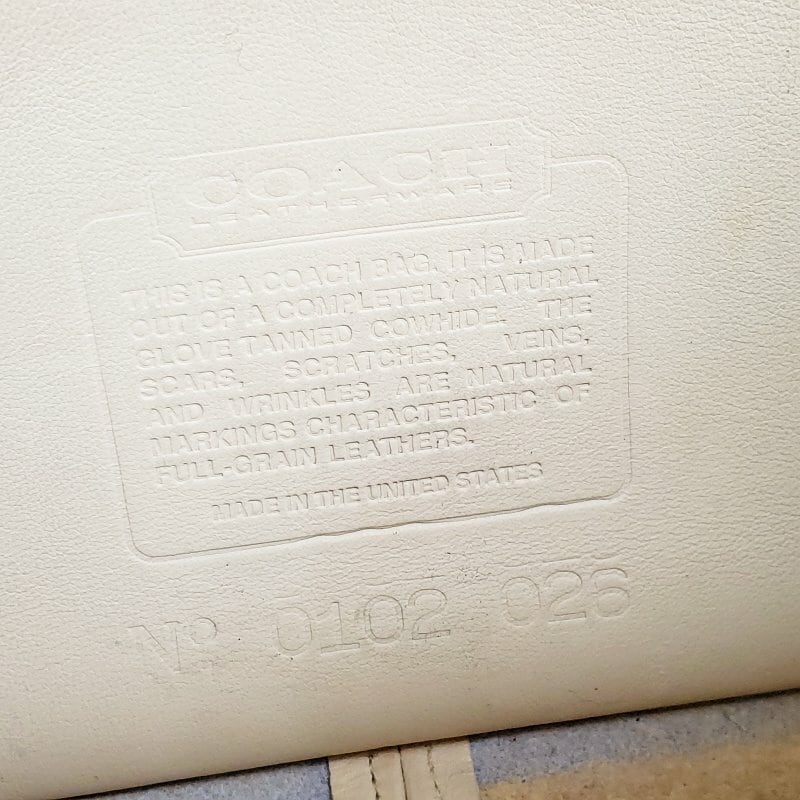 COACH
LEATHERWARE
THIS IS A COACH BAG. IT IS MADE
OUT OF A COMPLETELY NATURAL
GLOVE TANNED COWHIDE. THE
SCARS, SCRATCHES, VEINS,
AND WRINKLES ARE NATURAL
MARKINGS CHARACTERISTIC OF
FULL-GRAIN LEATHERS.
MADE IN THE UNITED STATES
Nº 0102 026